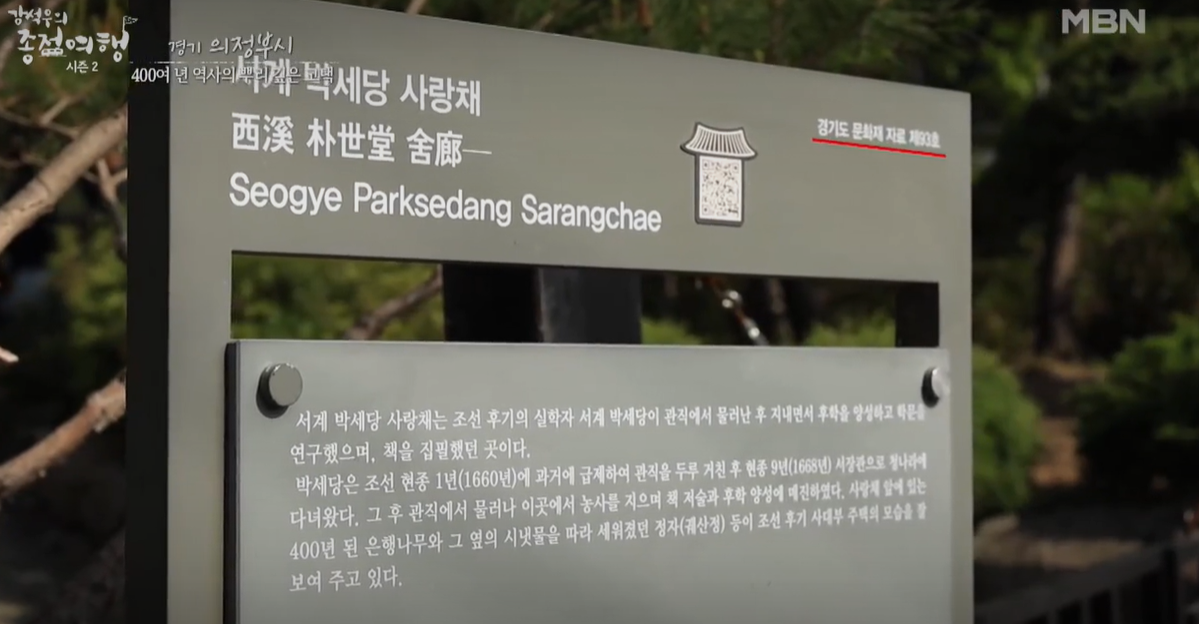 강석우의
종점여행
시즌 2
경기 의정부시
400여 년 역사의 뿌리 깊은 고택
MBN
서계 박세당 사랑채
西溪 朴世堂 舍廊―
Seogye Parksedang Sarangchae
경기도 문화재 자료 제93호
서계 박세당 사랑채는 조선 후기의 실학자 서계 박세당이 관직에서 물러난 후 지내면서 후학을 양성하고 학문을
연구했으며, 책을 집필했던 곳이다.
박세당은 조선 현종 1년(1660년)에 과거에 급제하여 관직을 두루 거친 후 현종 9년(1668년) 서장관으로 청나라에
다녀왔다. 그 후 관직에서 물러나 이곳에서 농사를 지으며 책 저술과 후학 양성에 매진하였다. 사랑채 앞에 있는
400년 된 은행나무와 그 옆의 시냇물을 따라 세워졌던 정자(궤산정) 등이 조선 후기 사대부 주택의 모습을 잘
보여 주고 있다.